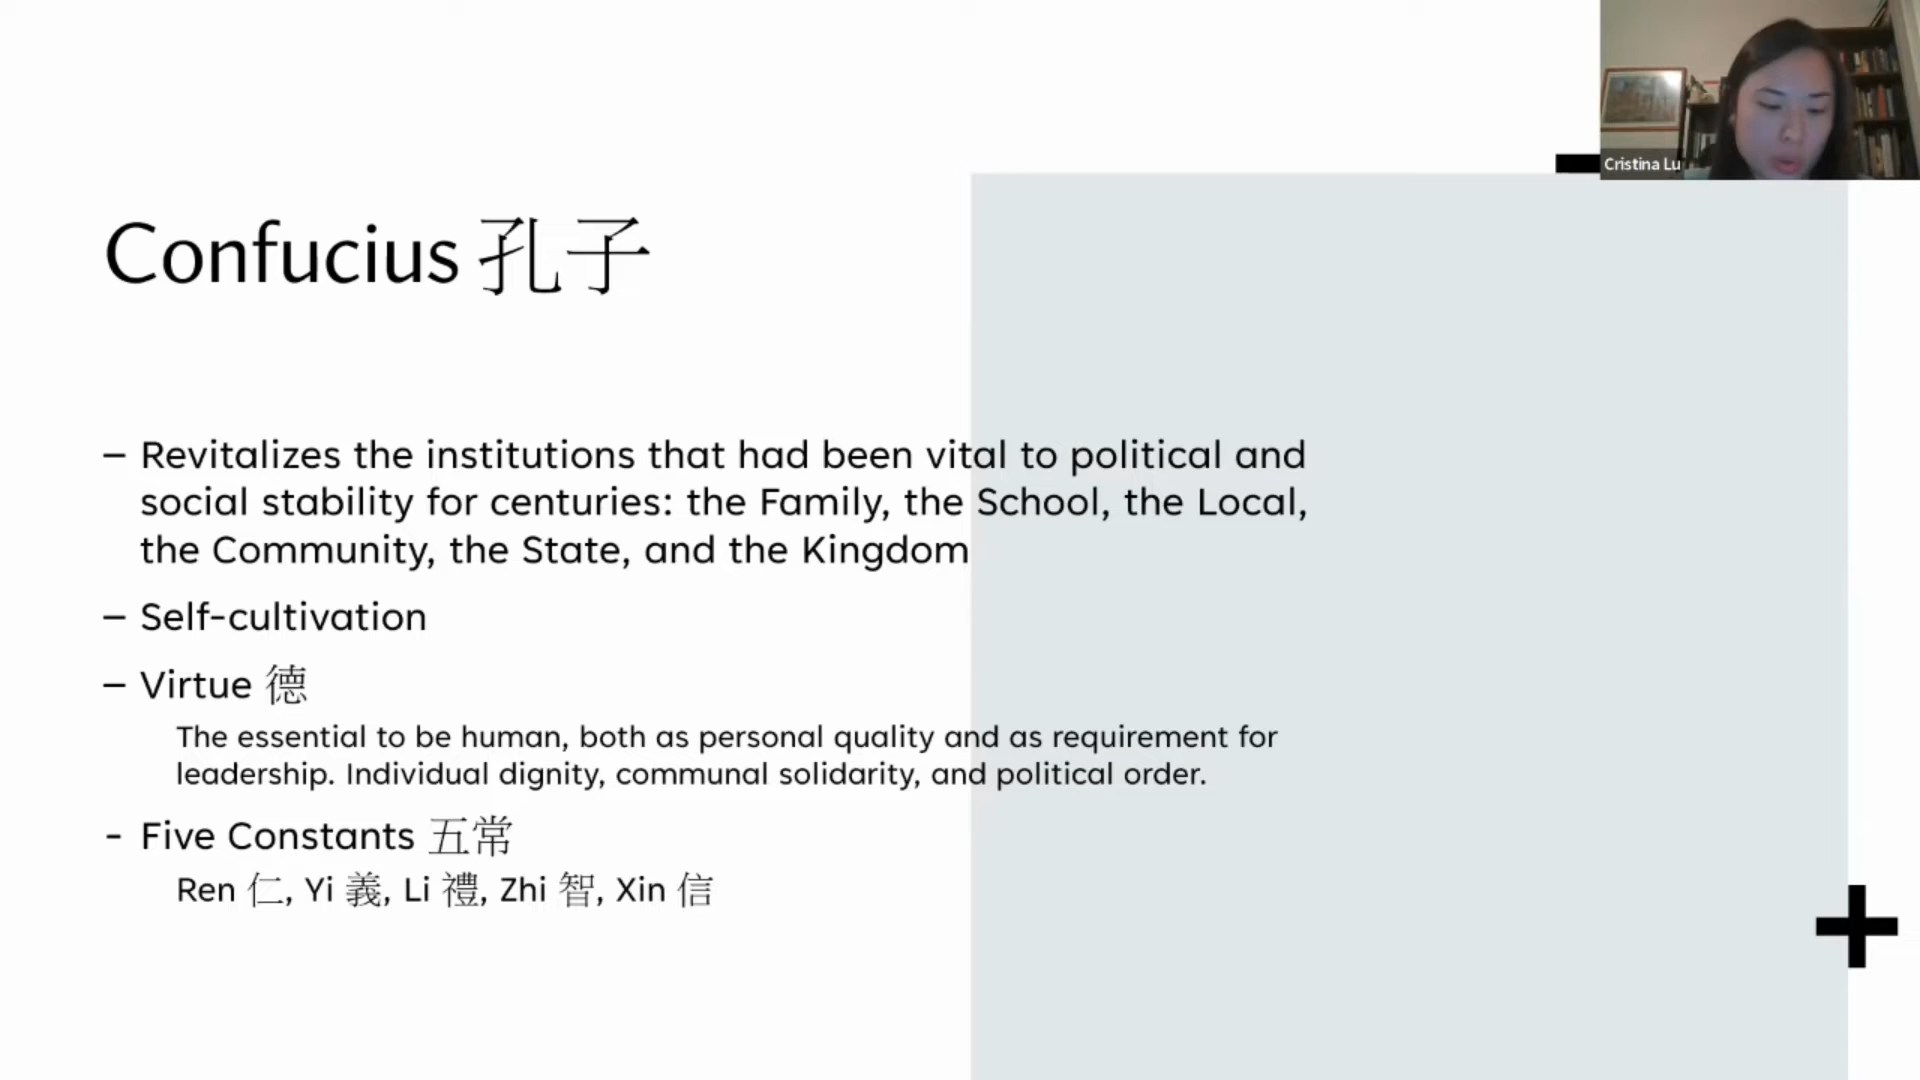 Cristina Lu
Confucius 孔子
– Revitalizes the institutions that had been vital to political and
social stability for centuries: the Family, the School, the Local,
the Community, the State, and the Kingdom
– Self-cultivation
– Virtue 德
The essential to be human, both as personal quality and as requirement for
leadership. Individual dignity, communal solidarity, and political order.
- Five Constants 五常
Ren 仁, Yi 義, Li 禮, Zhi 智, Xin 信